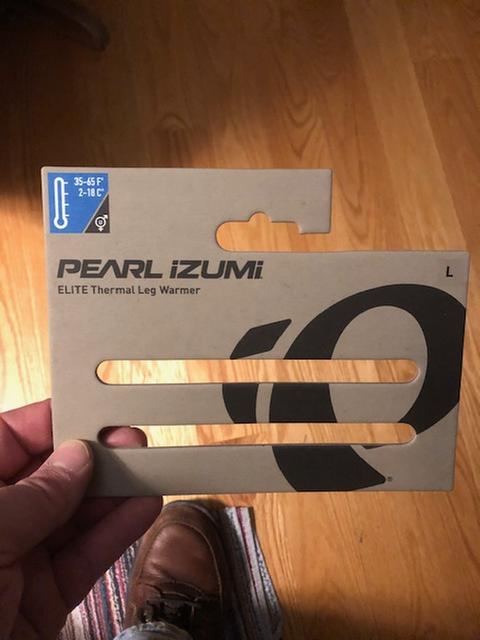 35-65 F°
2-18 C°
U
PEARL iZUMi
L
ELITE Thermal Leg Warmer
®